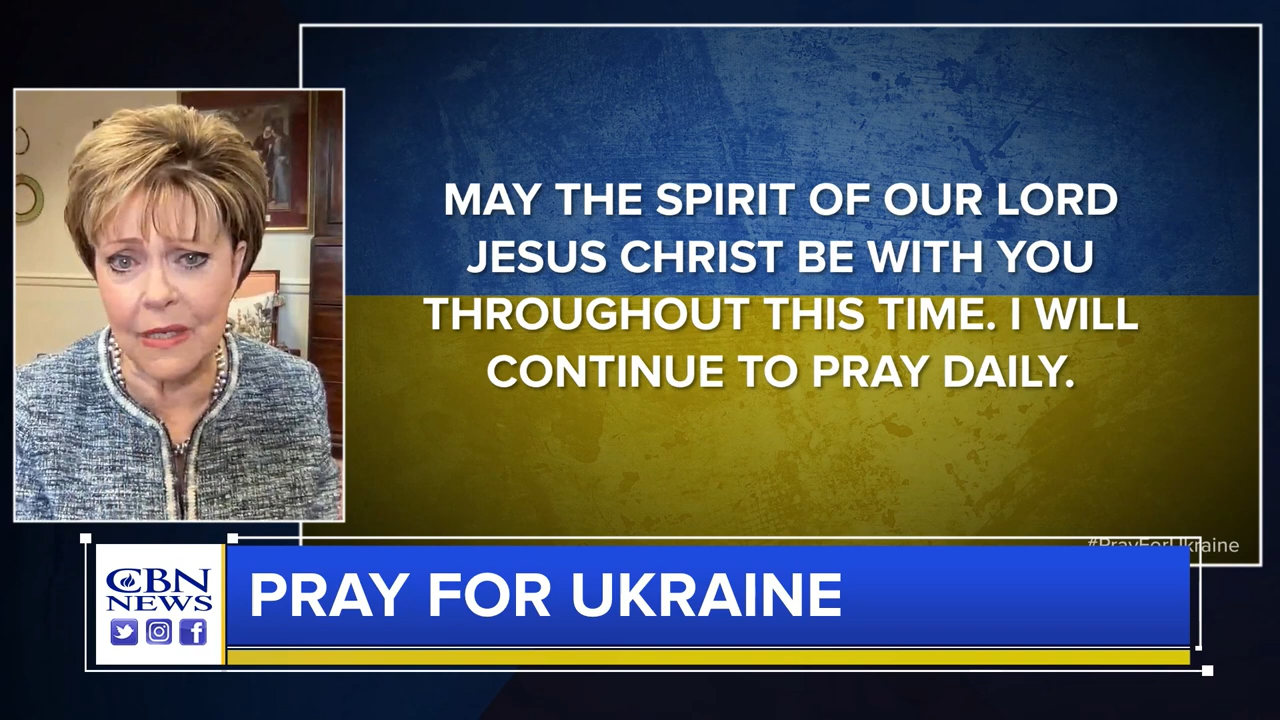 MAY THE SPIRIT OF OUR LORD
JESUS CHRIST BE WITH YOU
THROUGHOUT THIS TIME. I WILL
CONTINUE TO PRAY DAILY.
#PrayForUkraine
CBN
NEWS
PRAY FOR UKRAINE